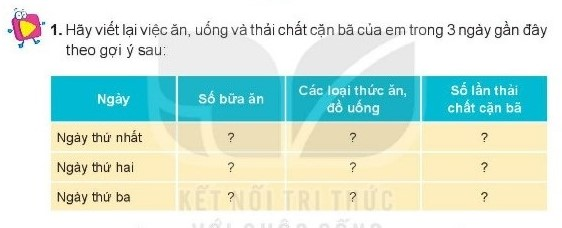 1. Hãy viết lại việc ăn, uống và thải chất cặn bã của em trong 3 ngày gần đây
theo gợi ý sau:
Ngày Số bữa ăn Các loại thức ăn, đồ uống Số lần thải chất cặn bã
Ngày thứ nhất ? ? ?
Ngày thứ hai ? ? ?
Ngày thứ ba ? ? ?
KẾT NỐI TRI THỨC